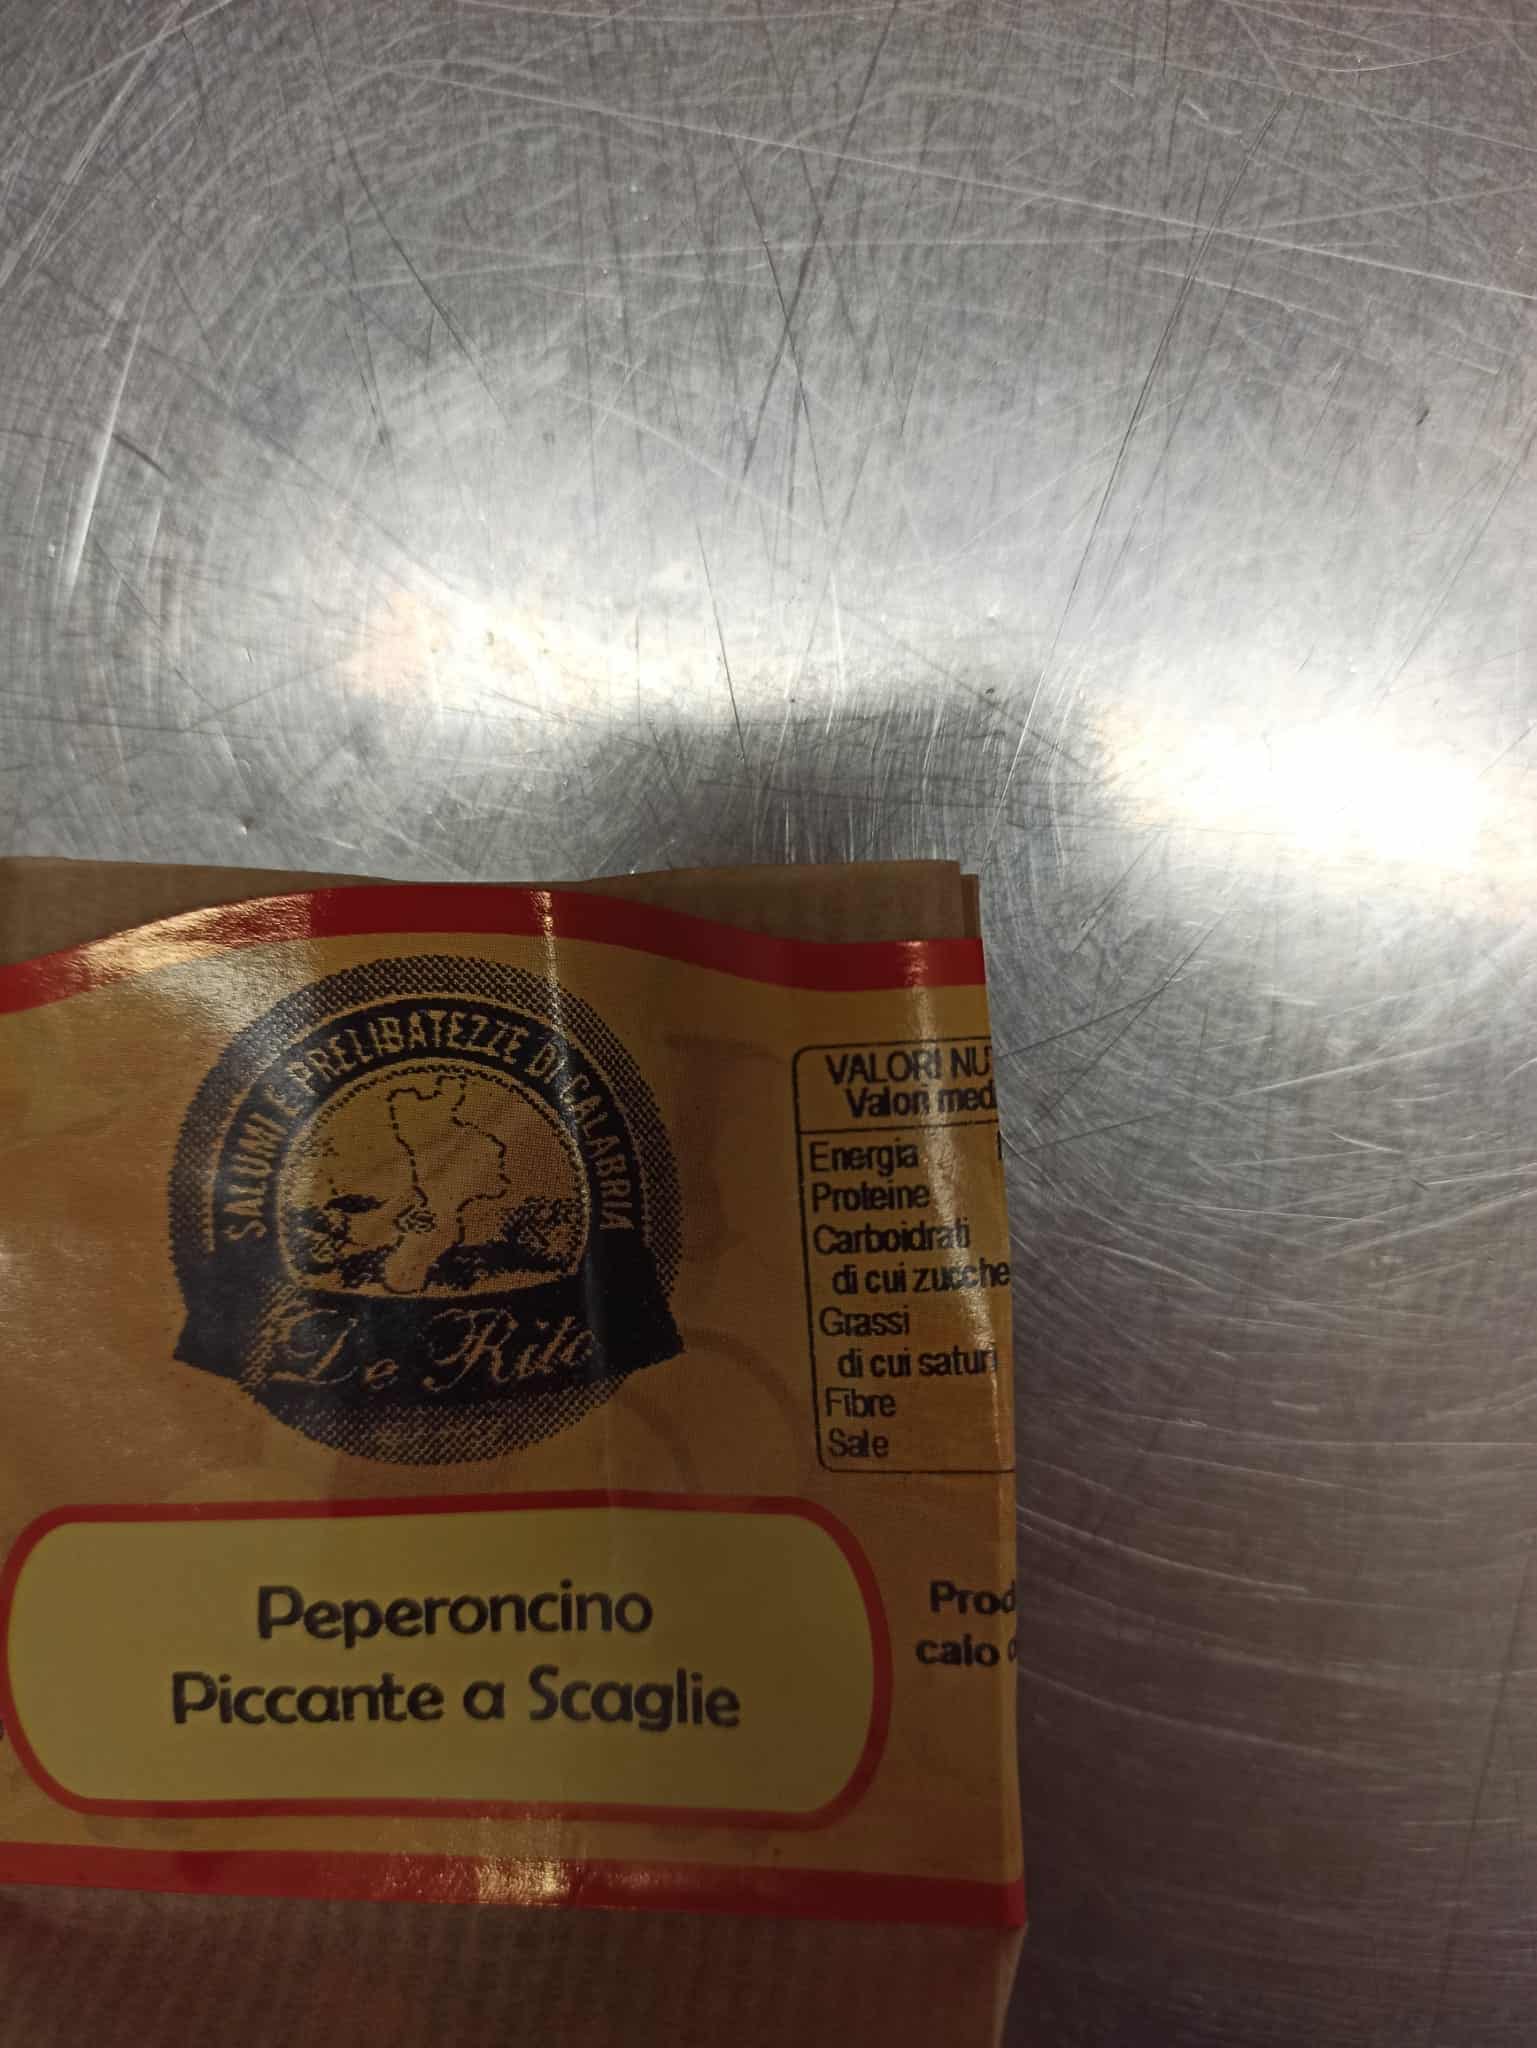 SALUMI E PRELIBATEZZE DI CALABRIA
De Rito
VALORI NU
Valori med
Energia
Proteine
Carboidrati
di cui zucche
Grassi
di cui saturi
Fibre
Sale
Peperoncino
Piccante a Scaglie
Prod
calo